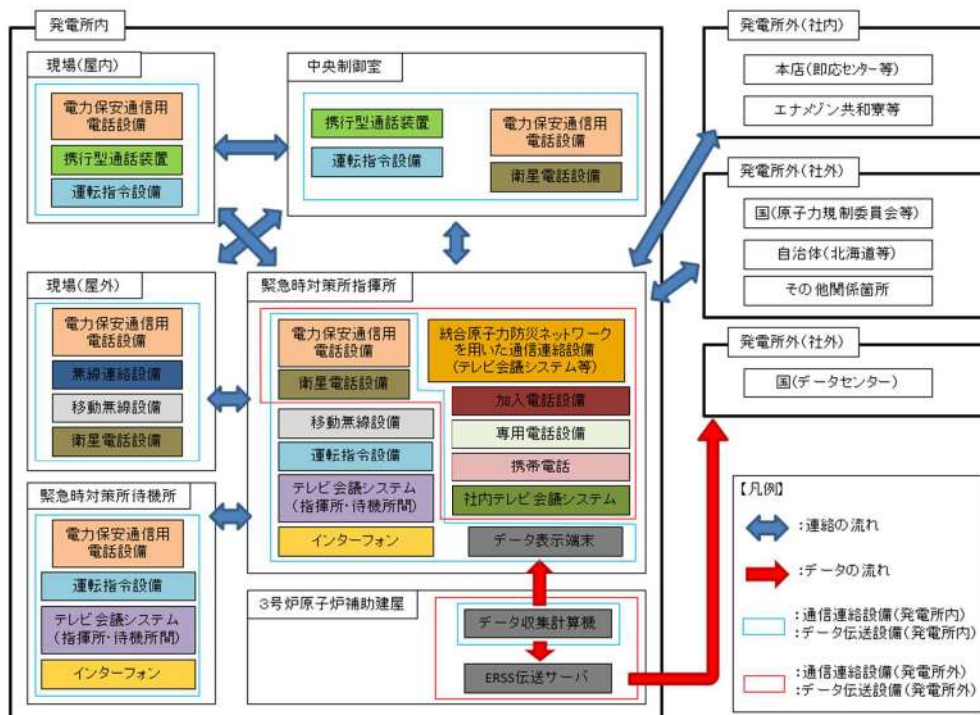 発電所内
現場(屋内)
電力保安通信用
電話設備
携行型通話装置
運転指令設備
中央制御室
携行型通話装置
運転指令設備
電力保安通信用
電話設備
衛星電話設備
現場(屋外)
電力保安通信用
電話設備
無線連絡設備
移動無線設備
衛星電話設備
緊急時対策所指揮所
電力保安通信用
電話設備
衛星電話設備
移動無線設備
運転指令設備
テレビ会議システム
(指揮所・待機所間)
インターフォン
統合原子力防災ネットワーク
を用いた通信連絡設備
(テレビ会議システム等)
加入電話設備
専用電話設備
携帯電話
社内テレビ会議システム
データ表示端末
緊急時対策所待機所
電力保安通信用
電話設備
運転指令設備
テレビ会議システム
(指揮所・待機所間)
インターフォン
3号炉原子炉補助建屋
データ収集計算機
ERSS伝送サーバ
発電所外(社内)
本店(即応センター等)
エナメゾン共和寮等
発電所外(社外)
国(原子力規制委員会等)
自治体(北海道等)
その他関係箇所
発電所外(社外)
国(データセンター)
【凡例】
:連絡の流れ
:データの流れ
:通信連絡設備(発電所内)
:データ伝送設備(発電所内)
:通信連絡設備(発電所外)
:データ伝送設備(発電所外)